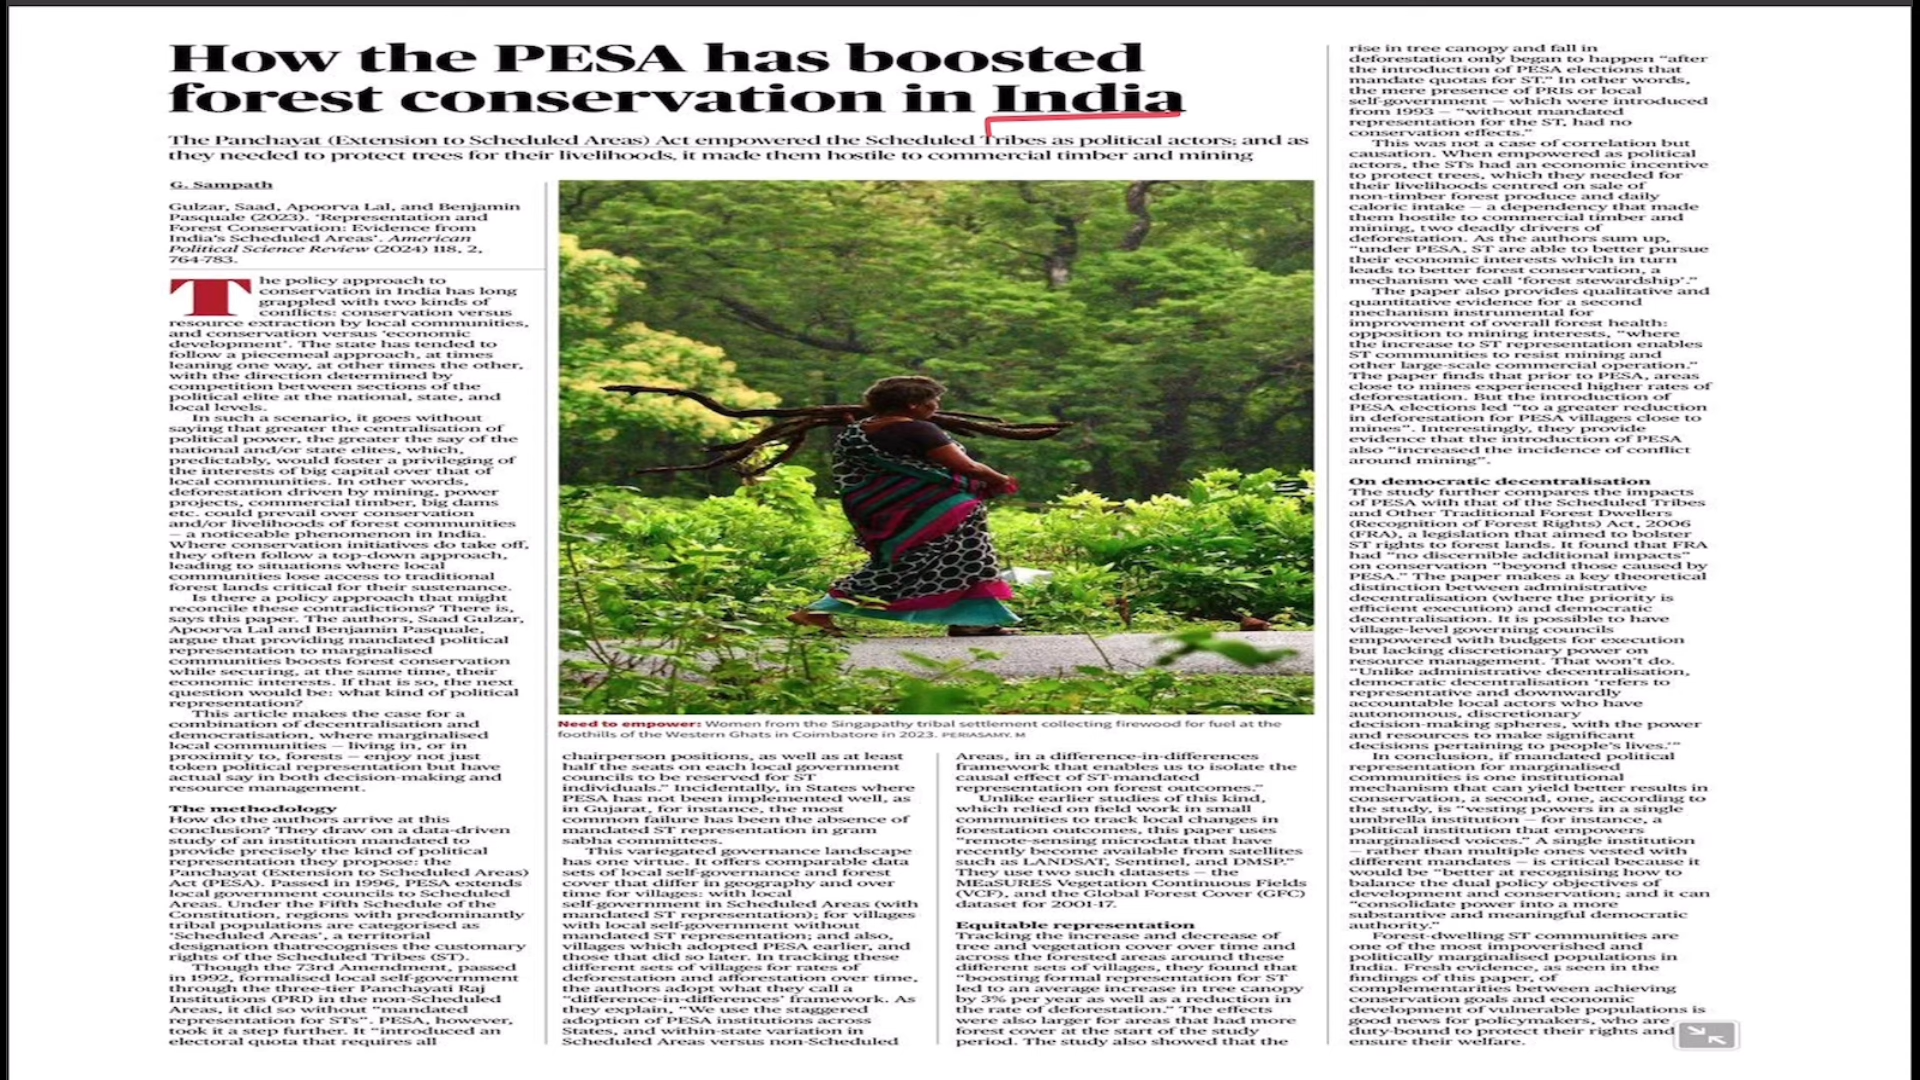 How the PESA has boosted
forest conservation in India
The Panchayat (Extension to Scheduled Areas) Act empowered the Scheduled Tribes as political actors; and as
they needed to protect trees for their livelihoods, it made them hostile to commercial timber and mining
G. Sampath
Gulzar, Saad, Apoorva Lal, and Benjamin
Pasquale (2023). ‘Representation and
Forest Conservation: Evidence from
India’s Scheduled Areas’. American
Political Science Review (2024) 118, 2,
764-783.
The policy approach to
conservation in India has long
grappled with two kinds of
conflicts: conservation versus
resource extraction by local communities,
and conservation versus ‘economic
development’. The state has tended to
follow a piecemeal approach, at times
leaning one way, at other times the other,
with the direction determined by
competition between sections of the
political elite at the national, state, and
local levels.
In such a scenario, it goes without
saying that greater the centralisation of
political power, the greater the say of the
national and/or state elites, which,
predictably, would foster a privileging of
the interests of big capital over that of
local communities. In other words,
deforestation driven by mining, power
projects, commercial timber, big dams
etc. could prevail over conservation
and/or livelihoods of forest communities
— a noticeable phenomenon in India.
Where conservation initiatives do take off,
they often follow a top-down approach,
leading to situations where local
communities lose access to traditional
forest lands critical for their sustenance.
Is there a policy approach that might
reconcile these contradictions? There is,
says this paper. The authors, Saad Gulzar,
Apoorva Lal and Benjamin Pasquale,
argue that providing mandated political
representation to marginalised
communities boosts forest conservation
while securing, at the same time, their
economic interests. If that is so, the next
question would be: what kind of political
representation?
This article makes the case for a
combination of decentralisation and
democratisation, where marginalised
local communities — living in, or in
proximity to, forests — enjoy not just
token political representation but have
actual say in both decision-making and
resource management.
The methodology
How do the authors arrive at this
conclusion? They draw on a data-driven
study of an institution mandated to
provide precisely the kind of political
representation they propose: the
Panchayat (Extension to Scheduled Areas)
Act (PESA). Passed in 1996, PESA extends
local government councils to Scheduled
Areas. Under the Fifth Schedule of the
Constitution, regions with predominantly
tribal populations are categorised as
‘Scheduled Areas’, a territorial
designation thatrecognises the customary
rights of the Scheduled Tribes (ST).
Though the 73rd Amendment, passed
in 1992, formalised local self-government
through the three-tier Panchayati Raj
Institutions (PRI) in the non-Scheduled
Areas, it did so without “mandated
representation for STs”. PESA, however,
took it a step further. It “introduced an
electoral quota that requires all
Need to empower: Women from the Singapathy tribal settlement collecting firewood for fuel at the
foothills of the Western Ghats in Coimbatore in 2023. PERIASAMY. M
chairperson positions, as well as at least
half the seats on each local government
councils to be reserved for ST
individuals.” Incidentally, in States where
PESA has not been implemented well, as
in Gujarat, for instance, the most
common failure has been the absence of
mandated ST representation in gram
sabha committees.
This variegated governance landscape
has one virtue. It offers comparable data
sets of local self-governance and forest
cover that differ in geography and over
time for villages: with local
self-government in Scheduled Areas (with
mandated ST representation); for villages
with local self-government without
mandated ST representation; and also,
villages which adopted PESA earlier, and
those that did so later. In tracking these
different sets of villages for rates of
deforestation and afforestation over time,
the authors adopt what they call a
“difference-in-differences’ framework. As
they explain, “We use the staggered
adoption of PESA institutions across
States, and within-state variation in
Scheduled Areas versus non-Scheduled
Areas, in a difference-in-differences
framework that enables us to isolate the
causal effect of ST-mandated
representation on forest outcomes.”
Unlike earlier studies of this kind,
which relied on field work in small
communities to track local changes in
forestation outcomes, this paper uses
“remote-sensing microdata that have
recently become available from satellites
such as LANDSAT, Sentinel, and DMSP.”
They use two such datasets — the
MEaSURES Vegetation Continuous Fields
(VCF), and the Global Forest Cover (GFC)
dataset for 2001-17.
Equitable representation
Tracking the increase and decrease of
tree and vegetation cover over time and
across the forested areas around these
different sets of villages, they found that
“boosting formal representation for ST
led to an average increase in tree canopy
by 3% per year as well as a reduction in
the rate of deforestation.” The effects
were also larger for areas that had more
forest cover at the start of the study
period. The study also showed that the
rise in tree canopy and fall in
deforestation only began to happen “after
the introduction of PESA elections that
mandate quotas for ST.” In other words,
the mere presence of PRIs or local
self-government — which were introduced
from 1993 — “without mandated
representation for the ST, had no
conservation effects.”
This was not a case of correlation but
causation. When empowered as political
actors, the STs had an economic incentive
to protect trees, which they needed for
their livelihoods centred on sale of
non-timber forest produce and daily
caloric intake — a dependency that made
them hostile to commercial timber and
mining, two deadly drivers of
deforestation. As the authors sum up,
“under PESA, ST are able to better pursue
their economic interests which in turn
leads to better forest conservation, a
mechanism we call ‘forest stewardship’.”
The paper also provides qualitative and
quantitative evidence for a second
mechanism instrumental for
improvement of overall forest health:
opposition to mining interests, “where
the increase to ST representation enables
ST communities to resist mining and
other large-scale commercial operation.”
The paper finds that prior to PESA, areas
close to mines experienced higher rates of
deforestation. But the introduction of
PESA elections led “to a greater reduction
in deforestation for PESA villages close to
mines”. Interestingly, they provide
evidence that the introduction of PESA
also “increased the incidence of conflict
around mining”.
On democratic decentralisation
The study further compares the impacts
of PESA with that of the Scheduled Tribes
and Other Traditional Forest Dwellers
(Recognition of Forest Rights) Act, 2006
(FRA), a legislation that aimed to bolster
ST rights to forest lands. It found that FRA
had “no discernible additional impacts”
on conservation “beyond those caused by
PESA.” The paper makes a key theoretical
distinction between administrative
decentralisation (where the priority is
efficient execution) and democratic
decentralisation. It is possible to have
village-level governing councils
empowered with budgets for execution
but lacking discretionary power on
resource management. That won’t do.
“Unlike administrative decentralisation,
democratic decentralisation ‘refers to
representative and downwardly
accountable local actors who have
autonomous, discretionary
decision-making spheres, with the power
and resources to make significant
decisions pertaining to people’s lives.’”
In conclusion, if mandated political
representation for marginalised
communities is one institutional
mechanism that can yield better results in
conservation, a second, one, according to
the study, is “vesting powers in a single
umbrella institution — for instance, a
political institution that empowers
marginalised voices.” A single institution
— rather than multiple ones vested with
different mandates — is critical because it
would be “better at recognising how to
balance the dual policy objectives of
development and conservation; and it can
“consolidate power into a more
substantive and meaningful democratic
authority.”
Forest-dwelling ST communities are
one of the most impoverished and
politically marginalised populations in
India. Fresh evidence, as seen in the
findings of this paper, of
complementarities between achieving
conservation goals and economic
development of vulnerable populations is
good news for policymakers, who are
duty-bound to protect their rights and
ensure their welfare.